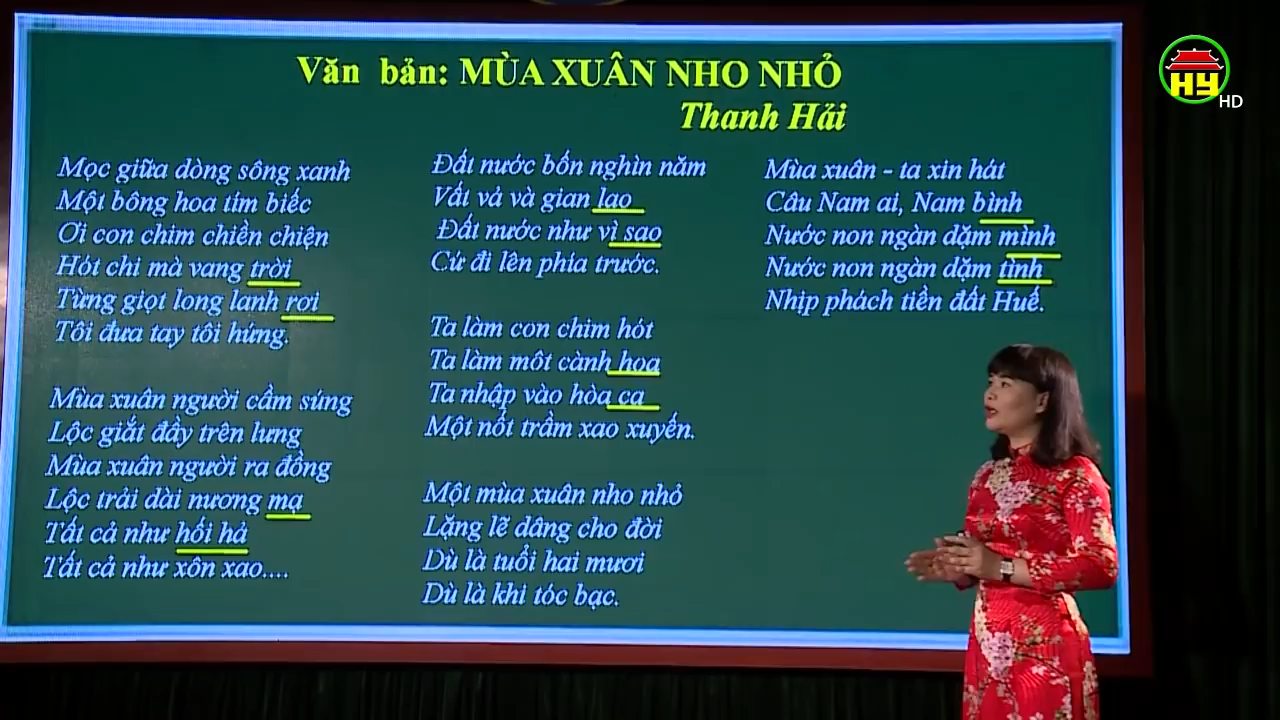 Văn bản: MÙA XUÂN NHO NHỎ
Thanh Hải
Mọc giữa dòng sông xanh
Một bông hoa tím biếc
Ơi con chim chiền chiện
Hót chi mà vang trời
Từng giọt long lanh rơi
Tôi đưa tay tôi hứng.
Mùa xuân người cầm súng
Lộc giắt đầy trên lưng
Mùa xuân người ra đồng
Lộc trải dài nương mạ
Tất cả như hối hả
Tất cả như xôn xao....
Đất nước bốn nghìn năm
Vất vả và gian lao
Đất nước như vì sao
Cứ đi lên phía trước.
Ta làm con chim hót
Ta làm một cành hoa
Ta nhập vào hòa ca
Một nốt trầm xao xuyến.
Một mùa xuân nho nhỏ
Lặng lẽ dâng cho đời
Dù là tuổi hai mươi
Dù là khi tóc bạc.
Mùa xuân - ta xin hát
Câu Nam ai, Nam bình
Nước non ngàn dặm mình
Nước non ngàn dặm tình
Nhịp phách tiền đất Huế.
HY
HD